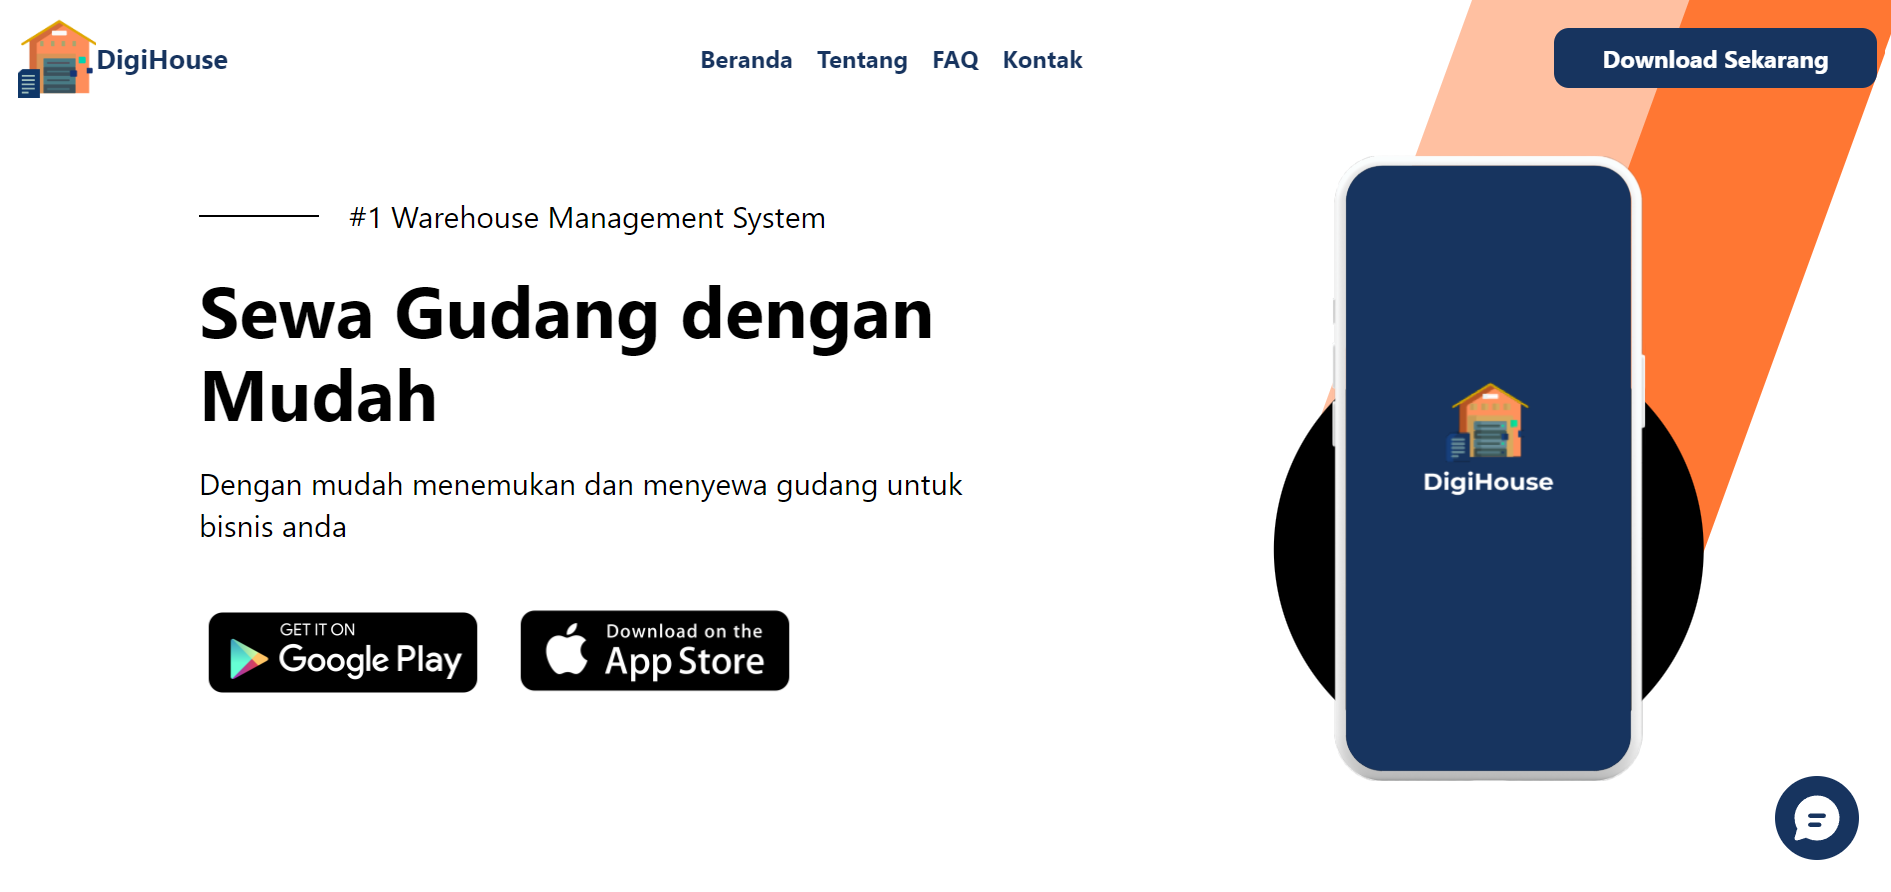 DigiHouse
Beranda Tentang FAQ Kontak
Download Sekarang
#1 Warehouse Management System
Sewa Gudang dengan
Mudah
Dengan mudah menemukan dan menyewa gudang untuk
bisnis anda
GET IT ON
Google Play
Download on the
App Store
DigiHouse